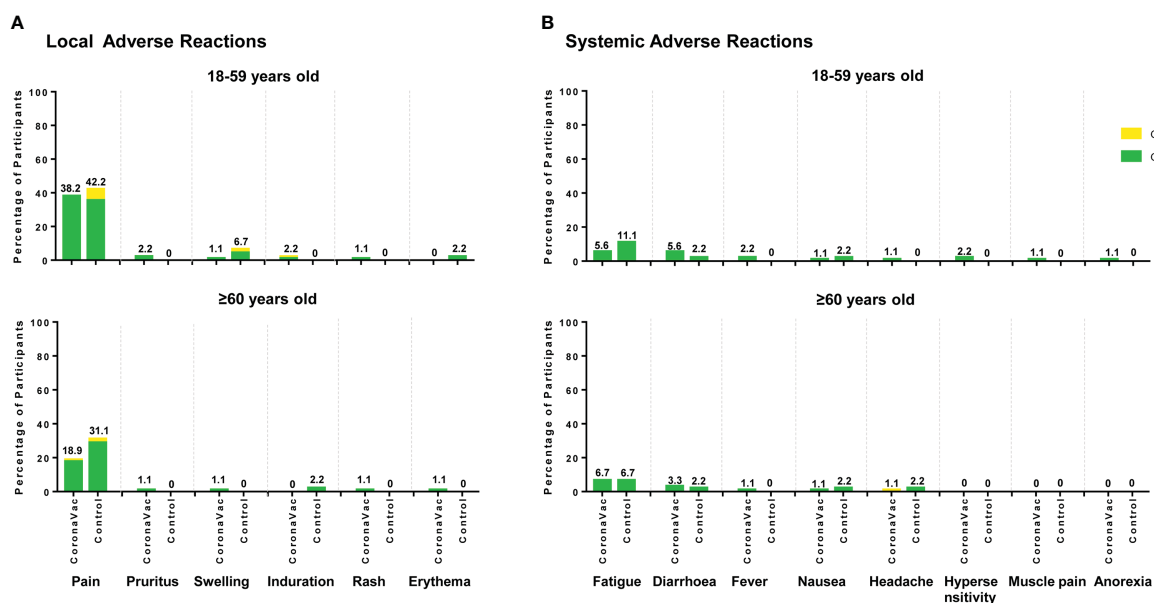 A
Local Adverse Reactions
18-59 years old
Percentage of Participants
100
80
60
40
20
0
38.2
42.2
2.2
0
1.1
6.7
2.2
0
1.1
0
0
2.2
≥60 years old
Percentage of Participants
100
80
60
40
20
0
18.9
31.1
1.1
0
1.1
0
0
2.2
1.1
0
1.1
0
CoronaVac
Control
CoronaVac
Control
CoronaVac
Control
CoronaVac
Control
CoronaVac
Control
CoronaVac
Control
Pain
Pruritus
Swelling
Induration
Rash
Erythema
B
Systemic Adverse Reactions
18-59 years old
Percentage of Participants
100
80
60
40
20
0
5.6
11.1
5.6
2.2
2.2
0
1.1
2.2
1.1
0
2.2
0
1.1
0
1.1
0
≥60 years old
Percentage of Participants
100
80
60
40
20
0
6.7
6.7
3.3
2.2
1.1
0
1.1
2.2
1.1
2.2
0
0
0
0
0
0
CoronaVac
Control
CoronaVac
Control
CoronaVac
Control
CoronaVac
Control
CoronaVac
Control
CoronaVac
Control
CoronaVac
Control
CoronaVac
Control
Fatigue
Diarrhoea
Fever
Nausea
Headache
Hyperse
nsitivity
Muscle pain
Anorexia